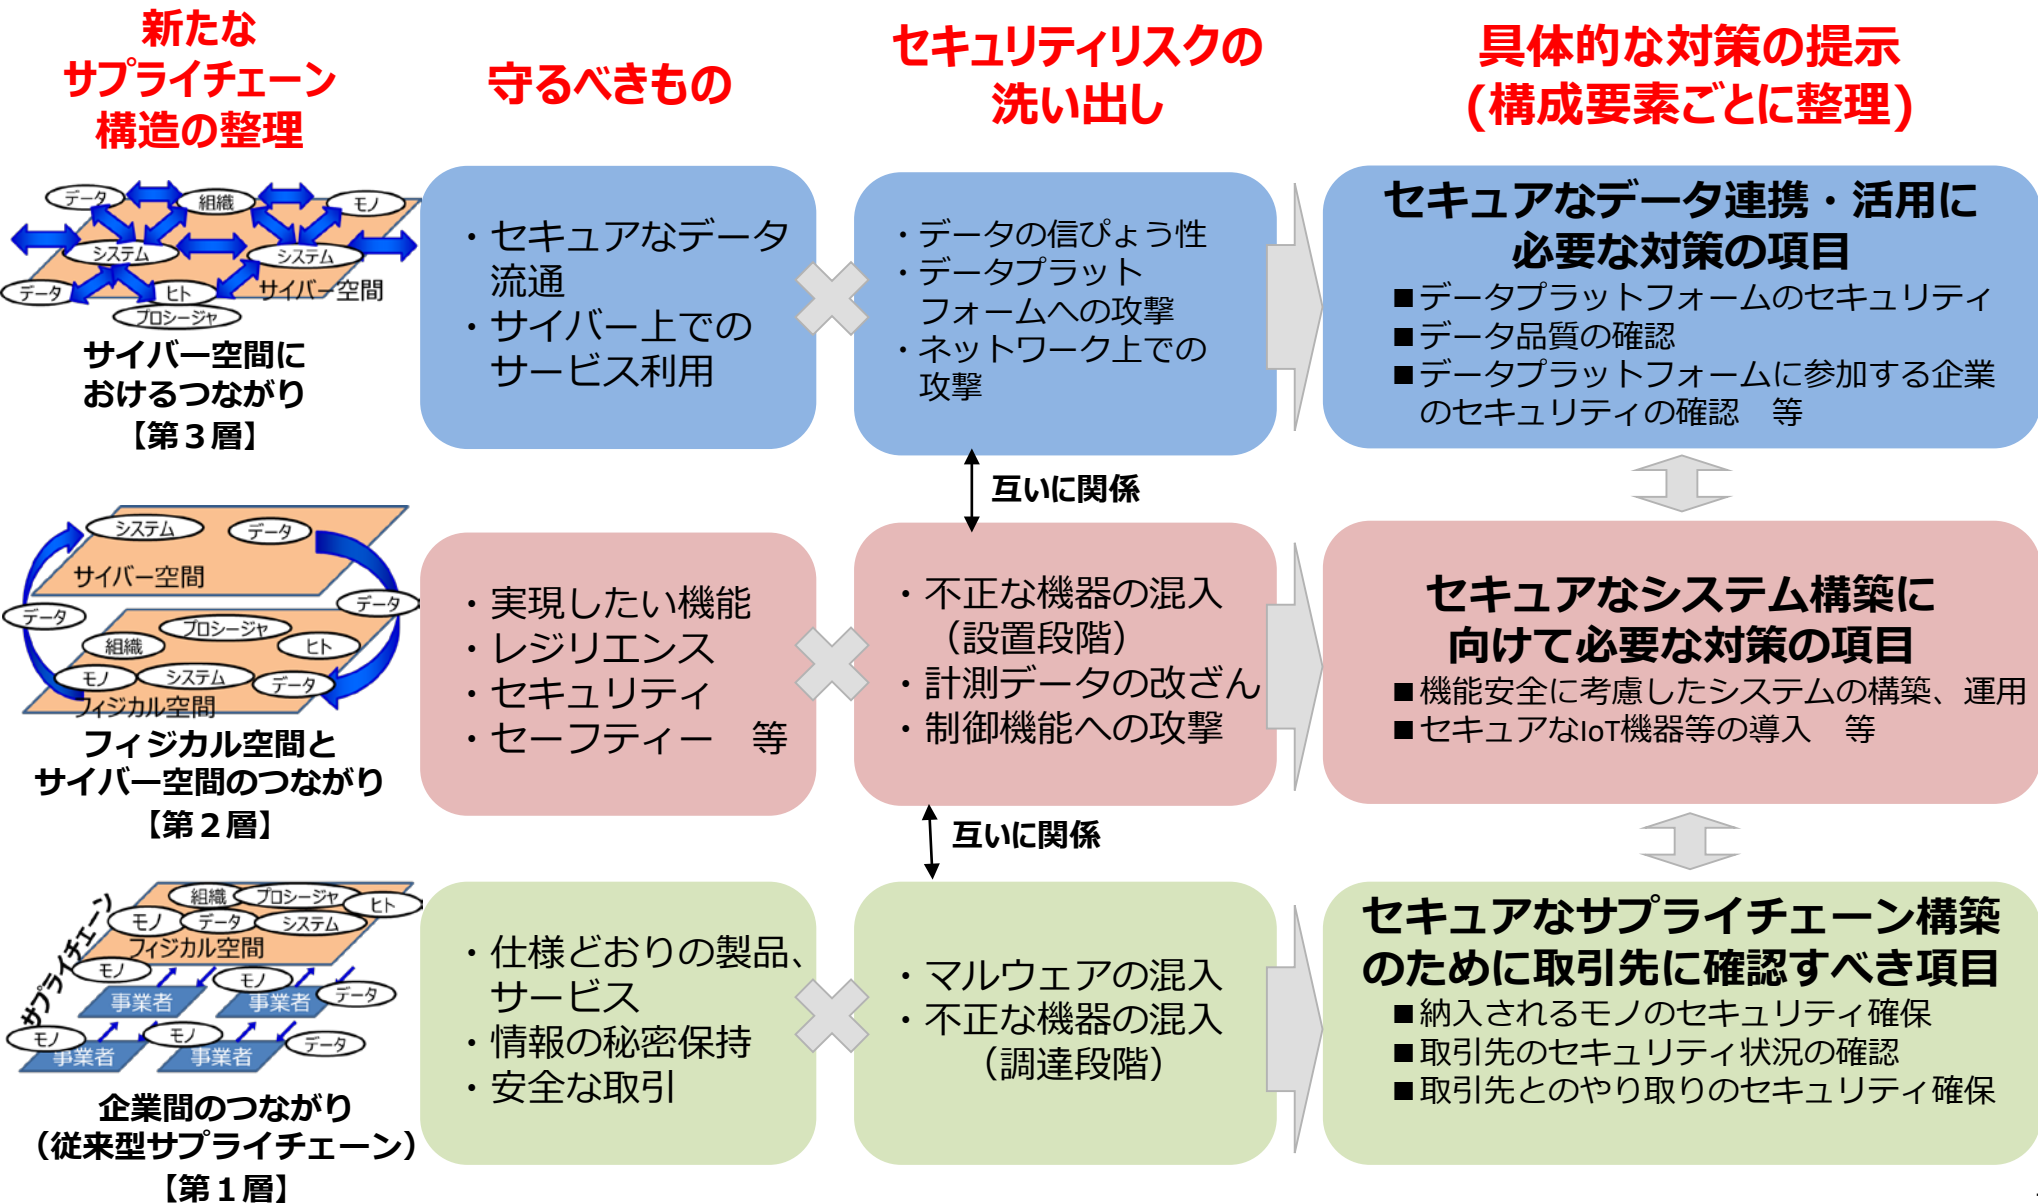 新たな
サプライチェーン
構造の整理
守るべきもの
セキュリティリスクの
洗い出し
具体的な対策の提示
(構成要素ごとに整理)
データ
組織
モノ
システム
システム
データ
ヒト
サイバー空間
プロシージャ
サイバー空間に
おけるつながり
【第３層】
・セキュアなデータ
流通
・サイバー上での
サービス利用
・データの信ぴょう性
・データプラット
フォームへの攻撃
・ネットワーク上での
攻撃
セキュアなデータ連携・活用に
必要な対策の項目
■データプラットフォームのセキュリティ
■データ品質の確認
■データプラットフォームに参加する企業
のセキュリティの確認　等
互いに関係
システム
データ
サイバー空間
データ
データ
プロシージャ
組織
ヒト
モノ
システム
データ
フィジカル空間
フィジカル空間と
サイバー空間のつながり
【第２層】
・実現したい機能
・レジリエンス
・セキュリティ
・セーフティー　等
・不正な機器の混入
（設置段階）
・計測データの改ざん
・制御機能への攻撃
セキュアなシステム構築に
向けて必要な対策の項目
■機能安全に考慮したシステムの構築、運用
■セキュアなIoT機器等の導入　等
互いに関係
組織
プロシージャ
ヒト
モノ
データ
システム
フィジカル空間
サプライチェーン
モノ
モノ
データ
事業者
事業者
モノ
モノ
データ
事業者
事業者
企業間のつながり
（従来型サプライチェーン）
【第１層】
・仕様どおりの製品、
サービス
・情報の秘密保持
・安全な取引
・マルウェアの混入
・不正な機器の混入
（調達段階）
セキュアなサプライチェーン構築
のために取引先に確認すべき項目
■納入されるモノのセキュリティ確保
■取引先のセキュリティ状況の確認
■取引先とのやり取りのセキュリティ確保